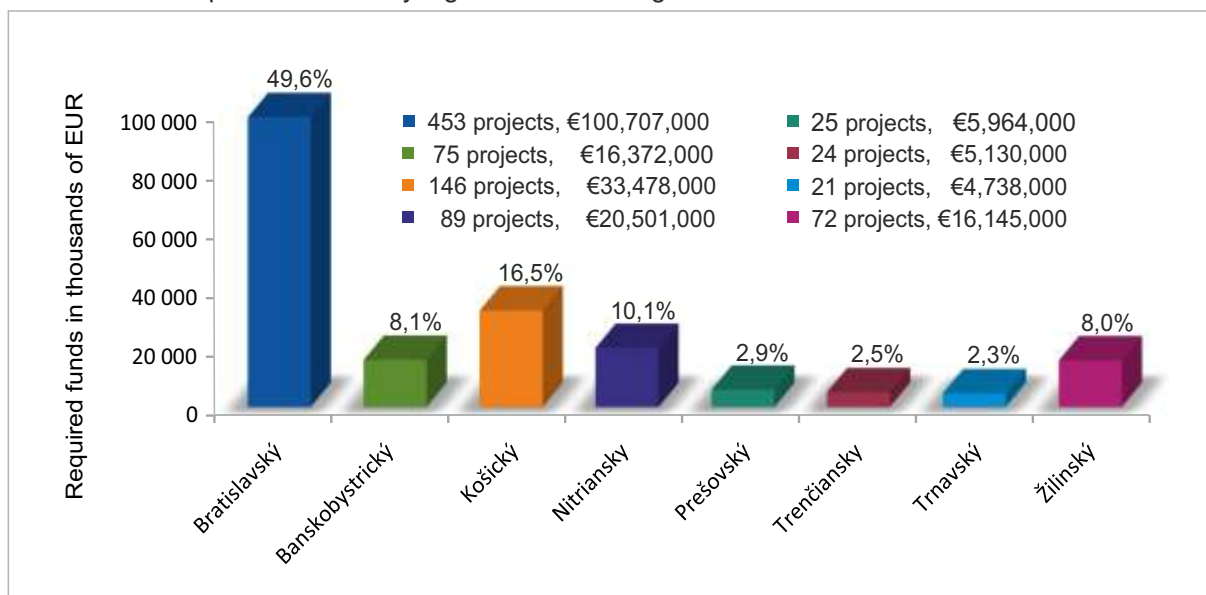 49,6%
Required funds in thousands of EUR
100 000
80 000
60 000
40 000
20 000
0
453 projects, €100,707,000
75 projects, €16,372,000
146 projects, €33,478,000
89 projects, €20,501,000
25 projects, €5,964,000
24 projects, €5,130,000
21 projects, €4,738,000
72 projects, €16,145,000
8,1%
16,5%
10,1%
2,9%
2,5%
2,3%
8,0%
Bratislavský
Banskobystrický
Košický
Nitriansky
Prešovský
Trenčiansky
Trnavský
Žilinský